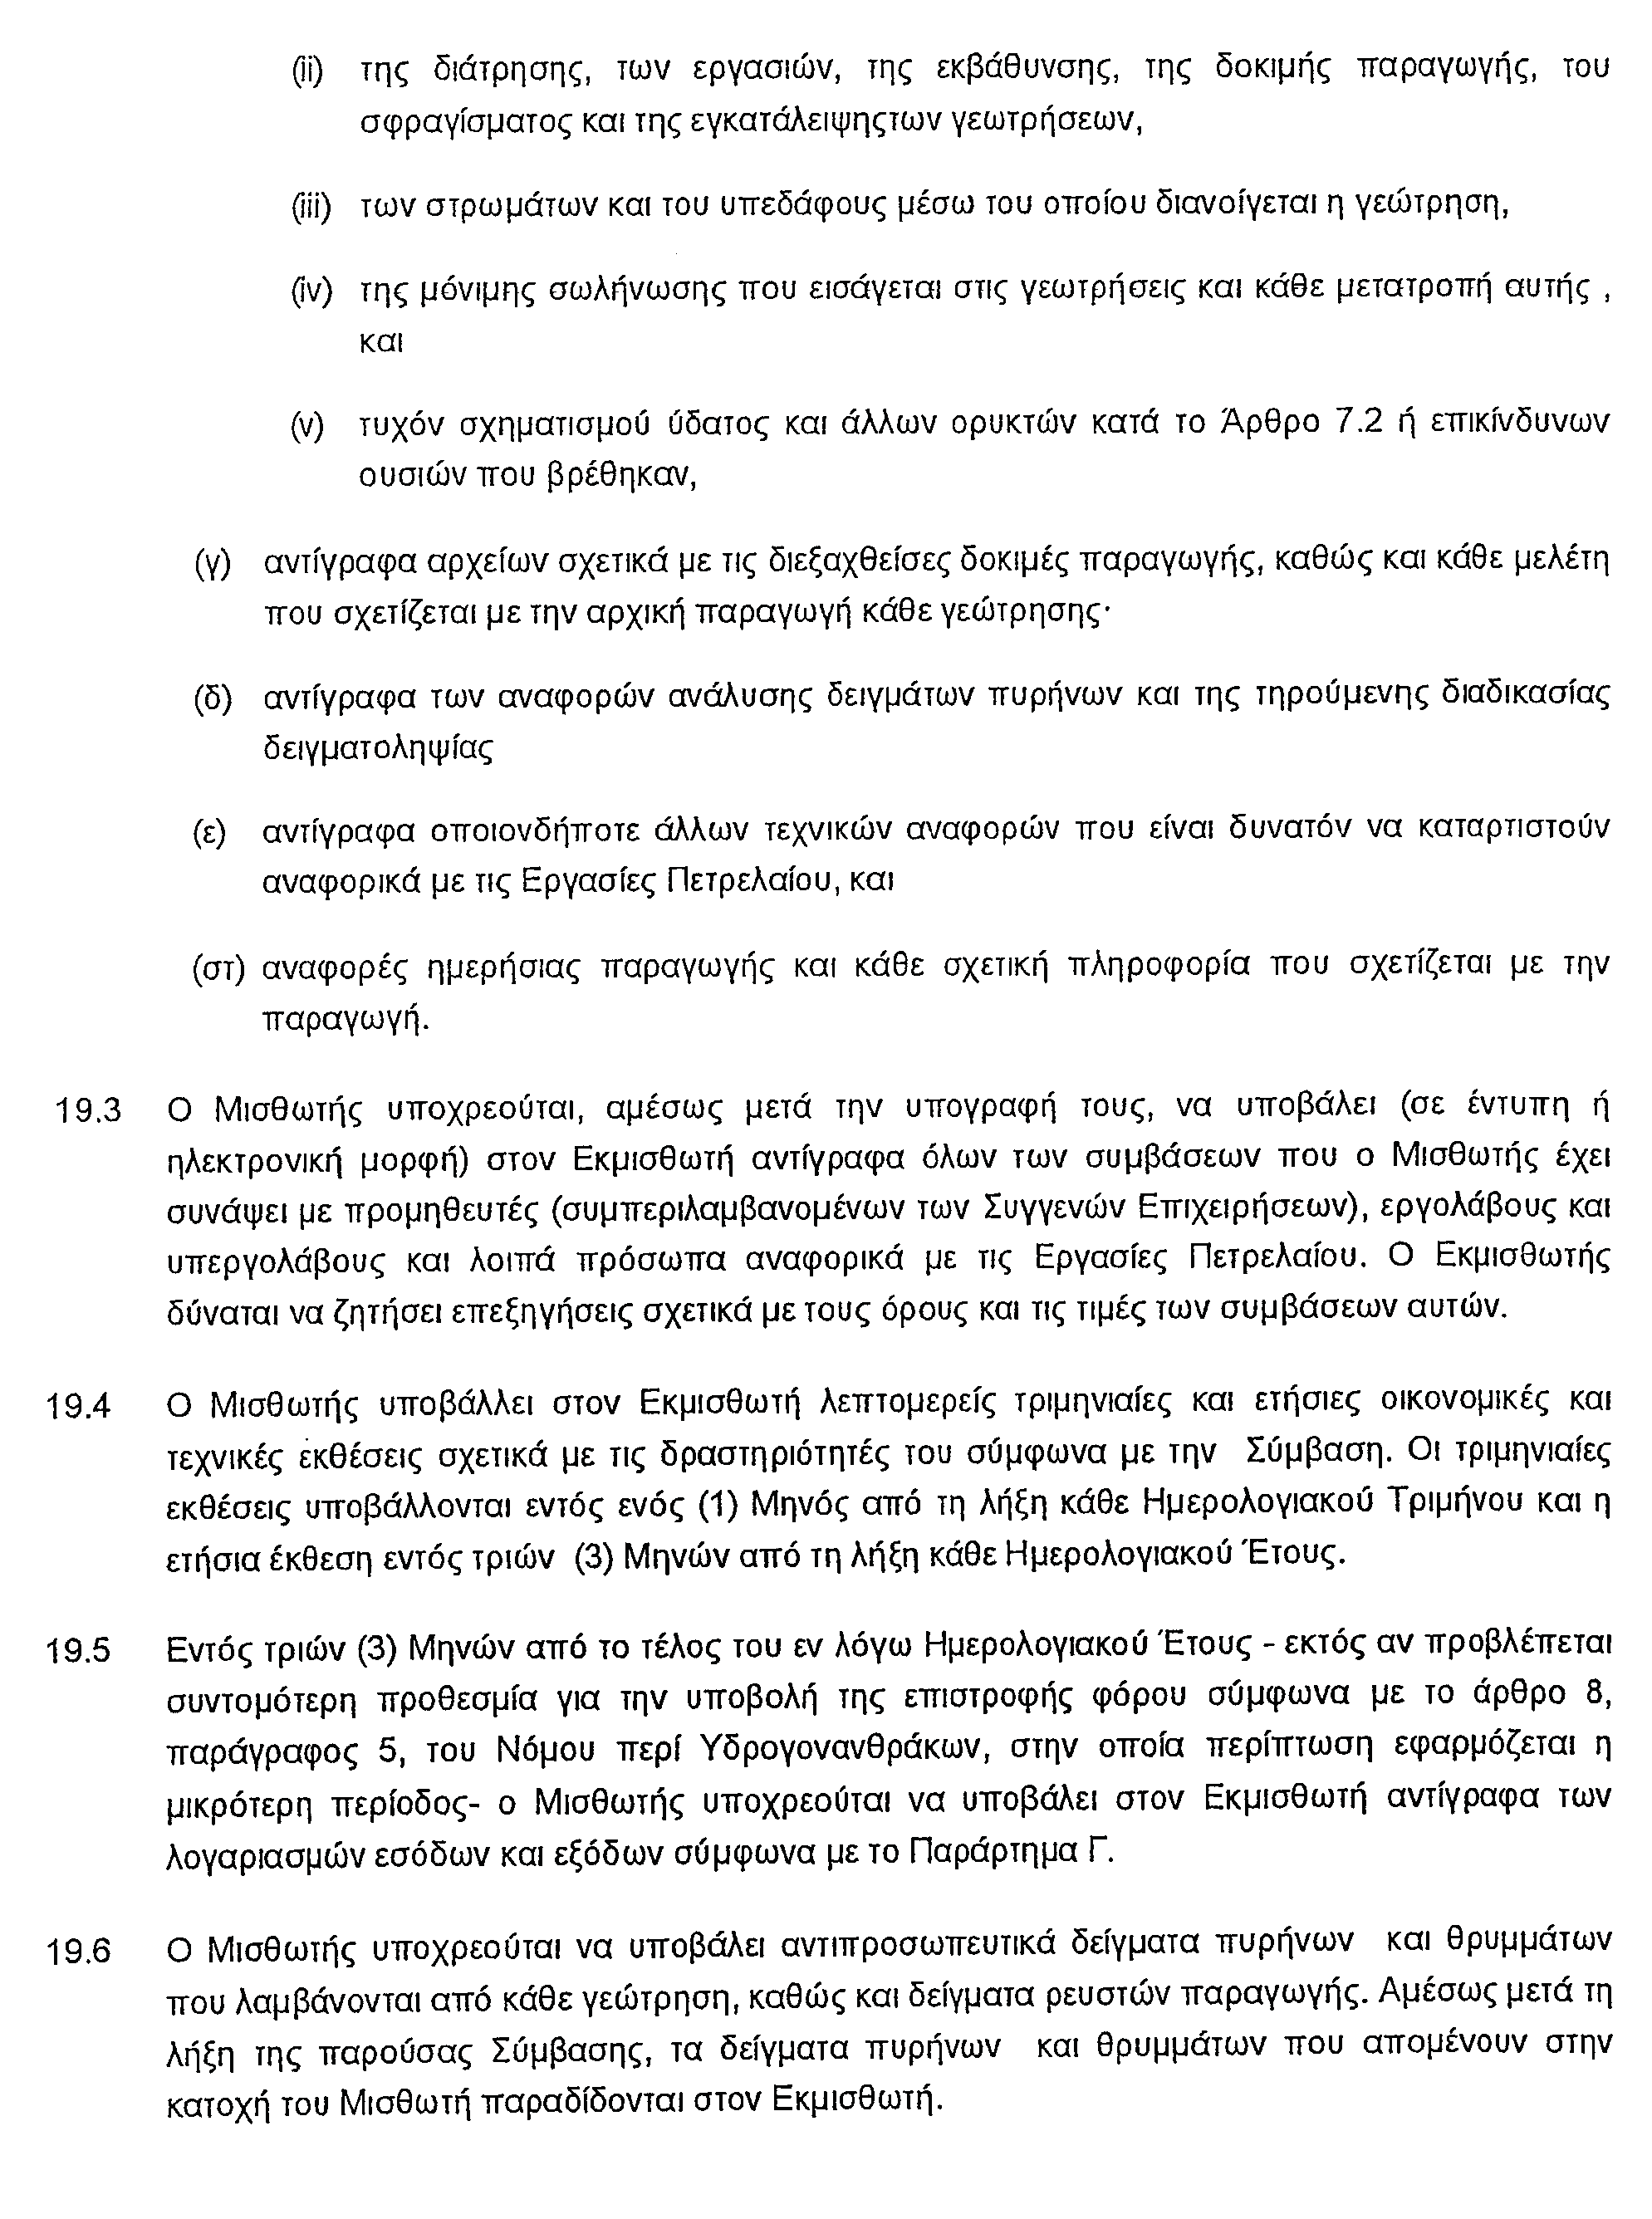 (ii) της διάτρησης, των εργασιών, της εκβάθυνσης, της δοκιμής παραγωγής, του
σφραγίσματος και της εγκατάλειψηςτων γεωτρήσεων,
(iii) των στρωμάτων και του υπεδάφους μέσω του οποίου διανοίγεται η γεώτρηση,
(iv) της μόνιμης σωλήνωσης που εισάγεται στις γεωτρήσεις και κάθε μετατροπή αυτής ,
και
(v) τυχόν σχηματισμού ύδατος και άλλων ορυκτών κατά το Άρθρο 7.2 ή επικίνδυνων
ουσιών που βρέθηκαν,
(γ) αντίγραφα αρχείων σχετικά με τις διεξαχθείσες δοκιμές παραγωγής, καθώς και κάθε μελέτη
που σχετίζεται με την αρχική παραγωγή κάθε γεώτρησης·
(δ) αντίγραφα των αναφορών ανάλυσης δειγμάτων πυρήνων και της τηρούμενης διαδικασίας
δειγματοληψίας
(ε) αντίγραφα οποιονδήποτε άλλων τεχνικών αναφορών που είναι δυνατόν να καταρτιστούν
αναφορικά με τις Εργασίες Πετρελαίου, και
(στ) αναφορές ημερήσιας παραγωγής και κάθε σχετική πληροφορία που σχετίζεται με την
παραγωγή.
19.3 Ο Μισθωτής υποχρεούται, αμέσως μετά την υπογραφή τους, να υποβάλει (σε έντυπη ή
ηλεκτρονική μορφή) στον Εκμισθωτή αντίγραφα όλων των συμβάσεων που ο Μισθωτής έχει
συνάψει με προμηθευτές (συμπεριλαμβανομένων των Συγγενών Επιχειρήσεων), εργολάβους και
υπεργολάβους και λοιπά πρόσωπα αναφορικά με τις Εργασίες Πετρελαίου. Ο Εκμισθωτής
δύναται να ζητήσει επεξηγήσεις σχετικά με τους όρους και τις τιμές των συμβάσεων αυτών.
19.4 Ο Μισθωτής υποβάλλει στον Εκμισθωτή λεπτομερείς τριμηνιαίες και ετήσιες οικονομικές και
τεχνικές εκθέσεις σχετικά με τις δραστηριότητές του σύμφωνα με την Σύμβαση. Οι τριμηνιαίες
εκθέσεις υποβάλλονται εντός ενός (1) Μηνός από τη λήξη κάθε Ημερολογιακού Τριμήνου και η
ετήσια έκθεση εντός τριών (3) Μηνών από τη λήξη κάθε Ημερολογιακού Έτους.
19.5 Εντός τριών (3) Μηνών από το τέλος του εν λόγω Ημερολογιακού Έτους - εκτός αν προβλέπεται
συντομότερη προθεσμία για την υποβολή της επιστροφής φόρου σύμφωνα με το άρθρο 8,
παράγραφος 5, του Νόμου περί Υδρογονανθράκων, στην οποία περίπτωση εφαρμόζεται η
μικρότερη περίοδος- ο Μισθωτής υποχρεούται να υποβάλει στον Εκμισθωτή αντίγραφα των
λογαριασμών εσόδων και εξόδων σύμφωνα με το Παράρτημα Γ.
19.6 Ο Μισθωτής υποχρεούται να υποβάλει αντιπροσωπευτικά δείγματα πυρήνων και θρυμμάτων
που λαμβάνονται από κάθε γεώτρηση, καθώς και δείγματα ρευστών παραγωγής. Αμέσως μετά τη
λήξη της παρούσας Σύμβασης, τα δείγματα πυρήνων και θρυμμάτων που απομένουν στην
κατοχή του Μισθωτή παραδίδονται στον Εκμισθωτή.